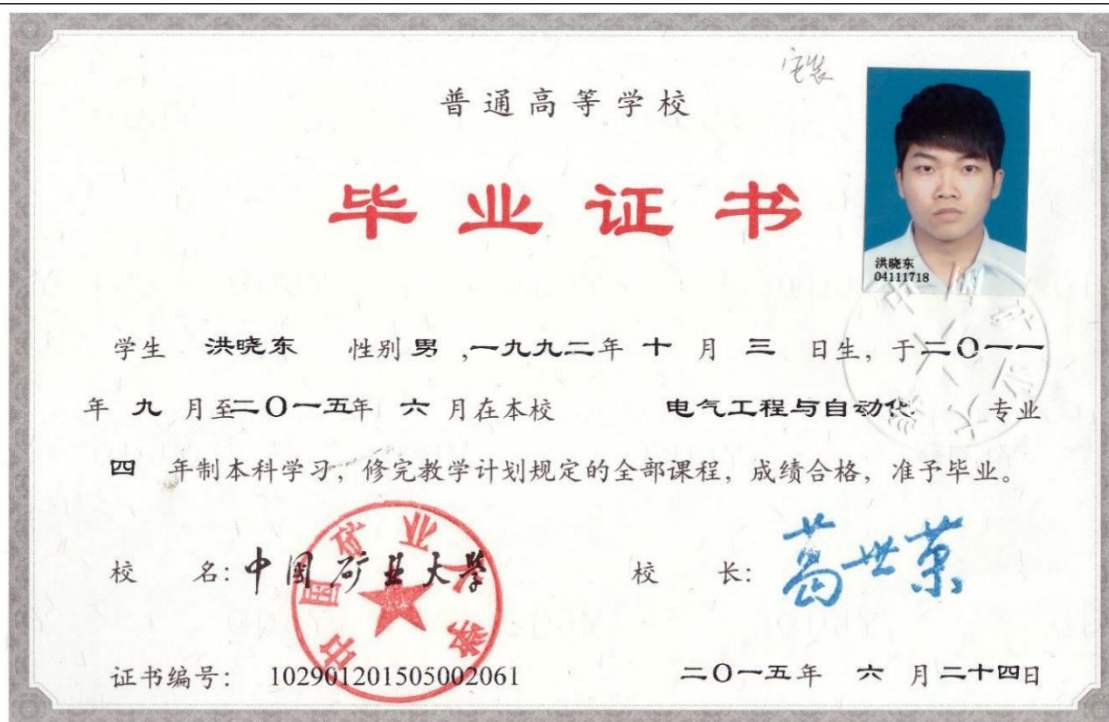 普通高等学校
毕业证书
洪晓东
04111718
学生 洪晓东 性别 男 ,一九九二年 十 月 三 日生, 于二〇一一
年 九 月至二〇一五年 六 月在本校 电气工程与自动化 专业
四 年制本科学习, 修完教学计划规定的全部课程, 成绩合格, 准予毕业。
校 名: 中国矿业大学 校 长: 葛世荣
中国矿业大学
证书编号: 102901201505002061 二〇一五年 六 月二十四日